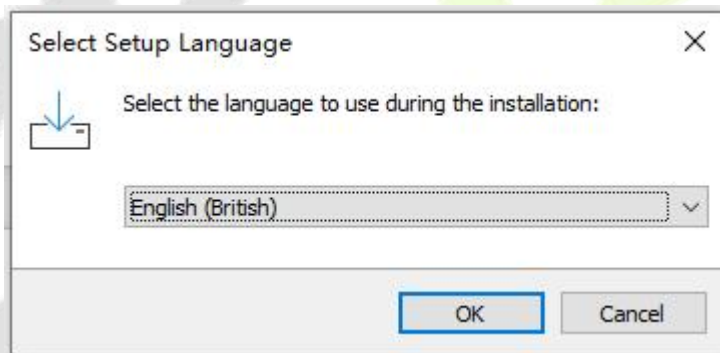 Select Setup Language
Select the language to use during the installation:
English (British)
OK
Cancel